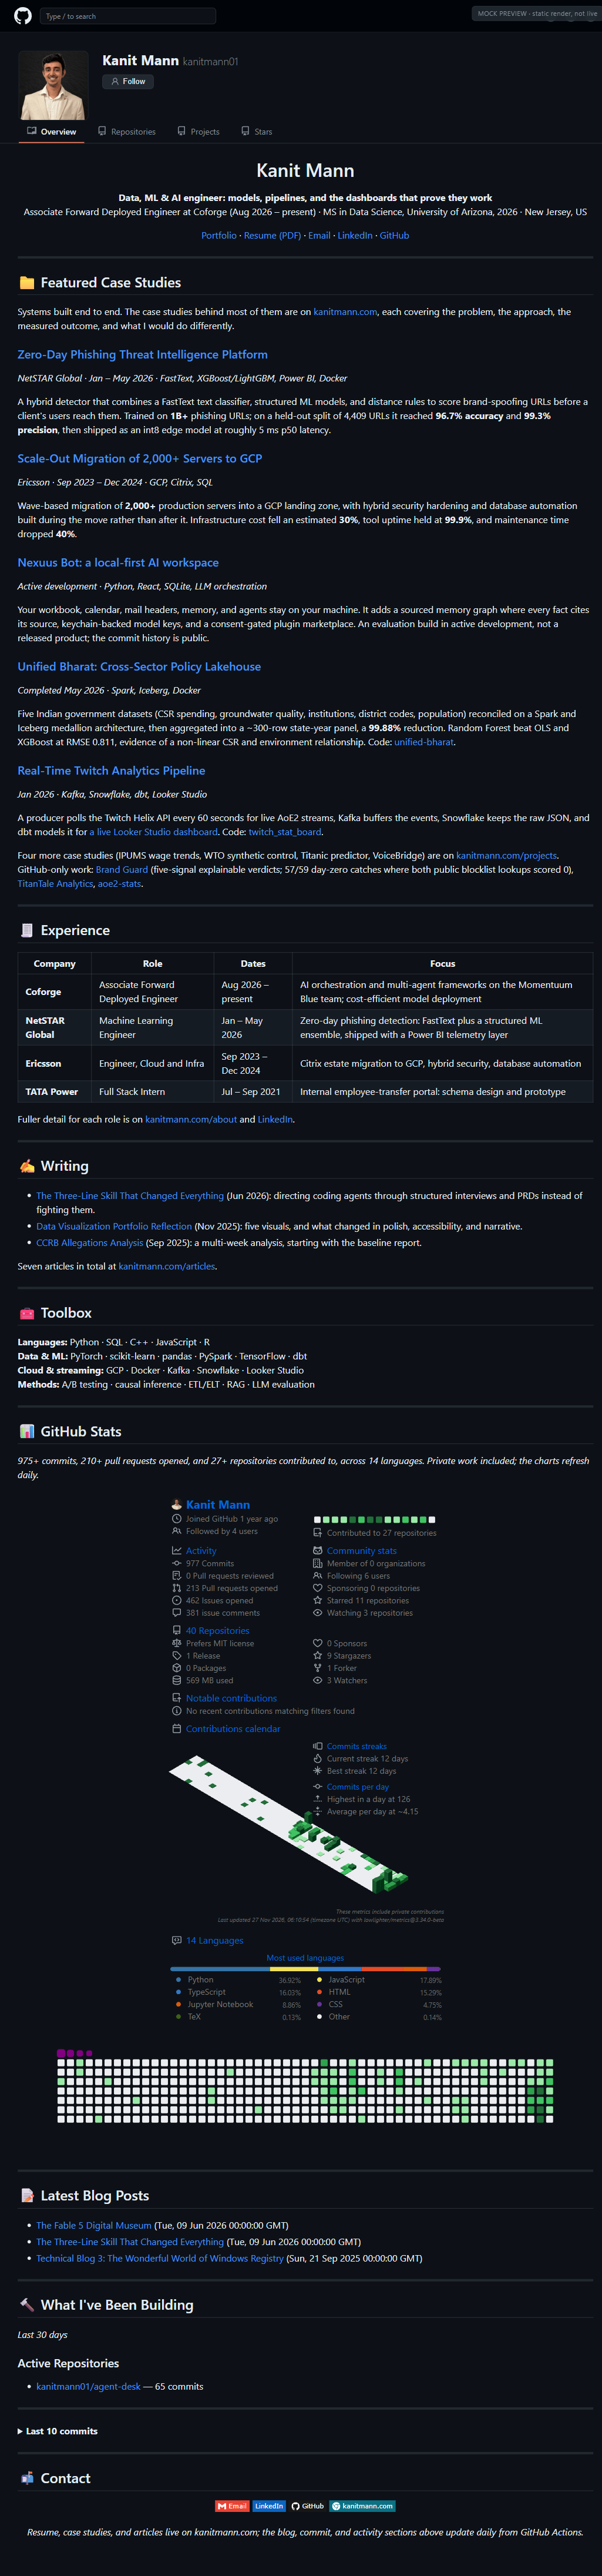 Type / to search
MOCK PREVIEW - static render, not live
Kanit Mann kanitmann01
Follow
Overview Repositories Projects Stars
Kanit Mann
Data, ML & AI engineer: models, pipelines, and the dashboards that prove they work
Associate Forward Deployed Engineer at Coforge (Aug 2026 – present) · MS in Data Science, University of Arizona, 2026 · New Jersey, US
Portfolio · Resume (PDF) · Email · LinkedIn · GitHub
Featured Case Studies
Systems built end to end. The case studies behind most of them are on kanitmann.com, each covering the problem, the approach, the
measured outcome, and what I would do differently.
Zero-Day Phishing Threat Intelligence Platform
NetSTAR Global · Jan – May 2026 · FastText, XGBoost/LightGBM, Power BI, Docker
A hybrid detector that combines a FastText text classifier, structured ML models, and distance rules to score brand-spoofing URLs before a
client's users reach them. Trained on 1B+ phishing URLs; on a held-out split of 4,409 URLs it reached 96.7% accuracy and 99.3%
precision, then shipped as an int8 edge model at roughly 5 ms p50 latency.
Scale-Out Migration of 2,000+ Servers to GCP
Ericsson · Sep 2023 – Dec 2024 · GCP, Citrix, SQL
Wave-based migration of 2,000+ production servers into a GCP landing zone, with hybrid security hardening and database automation
built during the move rather than after it. Infrastructure cost fell an estimated 30%, tool uptime held at 99.9%, and maintenance time
dropped 40%.
Nexuus Bot: a local-first AI workspace
Active development · Python, React, SQLite, LLM orchestration
Your workbook, calendar, mail headers, memory, and agents stay on your machine. It adds a sourced memory graph where every fact cites
its source, keychain-backed model keys, and a consent-gated plugin marketplace. An evaluation build in active development, not a
released product; the commit history is public.
Unified Bharat: Cross-Sector Policy Lakehouse
Completed May 2026 · Spark, Iceberg, Docker
Five Indian government datasets (CSR spending, groundwater quality, institutions, district codes, population) reconciled on a Spark and
Iceberg medallion architecture, then aggregated into a ~300-row state-year panel, a 99.88% reduction. Random Forest beat OLS and
XGBoost at RMSE 0.811, evidence of a non-linear CSR and environment relationship. Code: unified-bharat.
Real-Time Twitch Analytics Pipeline
Jan 2026 · Kafka, Snowflake, dbt, Looker Studio
A producer polls the Twitch Helix API every 60 seconds for live AoE2 streams, Kafka buffers the events, Snowflake keeps the raw JSON, and
dbt models it for a live Looker Studio dashboard. Code: twitch_stat_board.
Four more case studies (IPUMS wage trends, WTO synthetic control, Titanic predictor, VoiceBridge) are on kanitmann.com/projects.
GitHub-only work: Brand Guard (five-signal explainable verdicts; 57/59 day-zero catches where both public blocklist lookups scored 0),
TitanTale Analytics, aoe2-stats.
Experience
Company Role Dates Focus
Coforge Associate Forward Deployed Engineer Aug 2026 – present AI orchestration and multi-agent frameworks on the Momentuum Blue team; cost-efficient model deployment
NetSTAR Global Machine Learning Engineer Jan – May 2026 Zero-day phishing detection: FastText plus a structured ML ensemble, shipped with a Power BI telemetry layer
Ericsson Engineer, Cloud and Infra Sep 2023 – Dec 2024 Citrix estate migration to GCP, hybrid security, database automation
TATA Power Full Stack Intern Jul – Sep 2021 Internal employee-transfer portal: schema design and prototype
Fuller detail for each role is on kanitmann.com/about and LinkedIn.
Writing
The Three-Line Skill That Changed Everything (Jun 2026): directing coding agents through structured interviews and PRDs instead of
fighting them.
Data Visualization Portfolio Reflection (Nov 2025): five visuals, and what changed in polish, accessibility, and narrative.
CCRB Allegations Analysis (Sep 2025): a multi-week analysis, starting with the baseline report.
Seven articles in total at kanitmann.com/articles.
Toolbox
Languages: Python · SQL · C++ · JavaScript · R
Data & ML: PyTorch · scikit-learn · pandas · PySpark · TensorFlow · dbt
Cloud & streaming: GCP · Docker · Kafka · Snowflake · Looker Studio
Methods: A/B testing · causal inference · ETL/ELT · RAG · LLM evaluation
GitHub Stats
975+ commits, 210+ pull requests opened, and 27+ repositories contributed to, across 14 languages. Private work included; the charts refresh
daily.
Kanit Mann
Joined GitHub 1 year ago
Followed by 4 users
Contributed to 27 repositories
Activity
977 Commits
0 Pull requests reviewed
213 Pull requests opened
462 Issues opened
381 issue comments
Community stats
Member of 0 organizations
Following 6 users
Sponsoring 0 repositories
Starred 11 repositories
Watching 3 repositories
40 Repositories
Prefers MIT license
1 Release
0 Packages
569 MB used
0 Sponsors
9 Stargazers
1 Forker
3 Watchers
Notable contributions
No recent contributions matching filters found
Contributions calendar
Commits streaks
Current streak 12 days
Best streak 12 days
Commits per day
Highest in a day at 126
Average per day at ~4.15
These metrics include private contributions
14 Languages
Most used languages
Python 36.92%
TypeScript 16.03%
Jupyter Notebook 8.86%
TeX 0.13%
JavaScript 17.89%
HTML 15.29%
CSS 4.75%
Other 0.14%
Latest Blog Posts
The Fable 5 Digital Museum (Tue, 09 Jun 2026 00:00:00 GMT)
The Three-Line Skill That Changed Everything (Tue, 09 Jun 2026 00:00:00 GMT)
Technical Blog 3: The Wonderful World of Windows Registry (Sun, 21 Sep 2025 00:00:00 GMT)
What I've Been Building
Last 30 days
Active Repositories
kanitmann01/agent-desk — 65 commits
Last 10 commits
Contact
Email LinkedIn GitHub kanitmann.com
Resume, case studies, and articles live on kanitmann.com; the blog, commit, and activity sections above update daily from GitHub Actions.